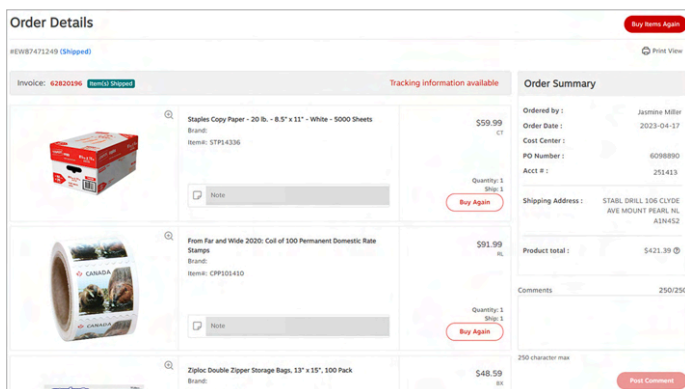 Order Details
Buy Items Again
#EW87471249 (Shipped)
Print View
Invoice: 62820196 Item(s) Shipped
Tracking information available
Order Summary
Staples Copy Paper - 20 lb. - 8.5" x 11" - White - 5000 Sheets
Brand:
Item#: STP14336
$59.99
CT
Note
Quantity: 1
Ship: 1
Buy Again
From Far and Wide 2020: Coil of 100 Permanent Domestic Rate
Stamps
Brand:
Item#: CPP101410
$91.99
RL
CANADA
CANADA
Note
Quantity: 1
Ship: 1
Buy Again
Ziploc Double Zipper Storage Bags, 13" x 15", 100 Pack
Brand:
$48.59
BX
Ordered by : Jasmine Miller
Order Date : 2023-04-17
Cost Center :
PO Number : 6098890
Acct # : 251413
Shipping Address : STABL DRILL 106 CLYDE
AVE MOUNT PEARL NL
A1N4S2
Product total : $421.39
Comments 250/250
250 character max
Post Comment